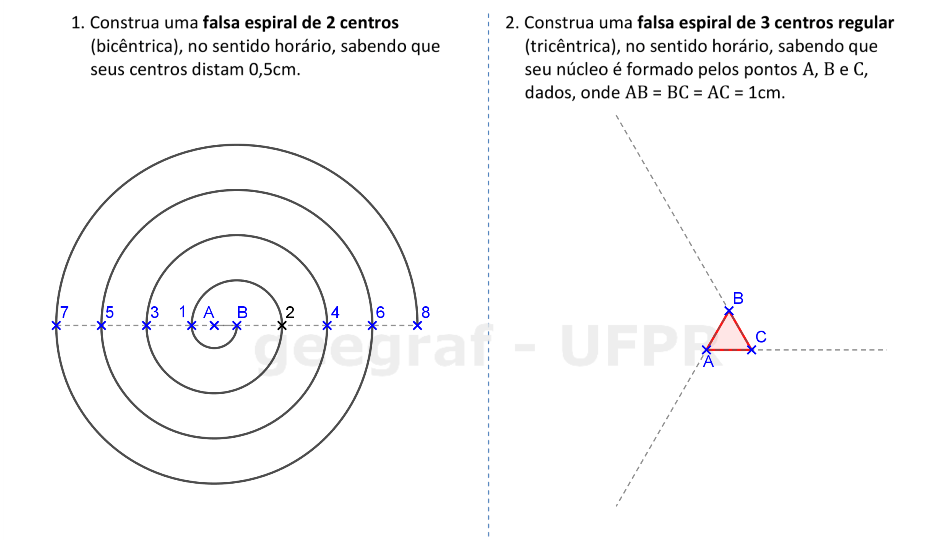 1. Construa uma falsa espiral de 2 centros
(bicêntrica), no sentido horário, sabendo que
seus centros distam 0,5cm.
7 5 3 1 A B 2 4 6 8
2. Construa uma falsa espiral de 3 centros regular
(tricêntrica), no sentido horário, sabendo que
seu núcleo é formado pelos pontos A, B e C,
dados, onde AB = BC = AC = 1cm.
B
C
A
geegraf - UFPR